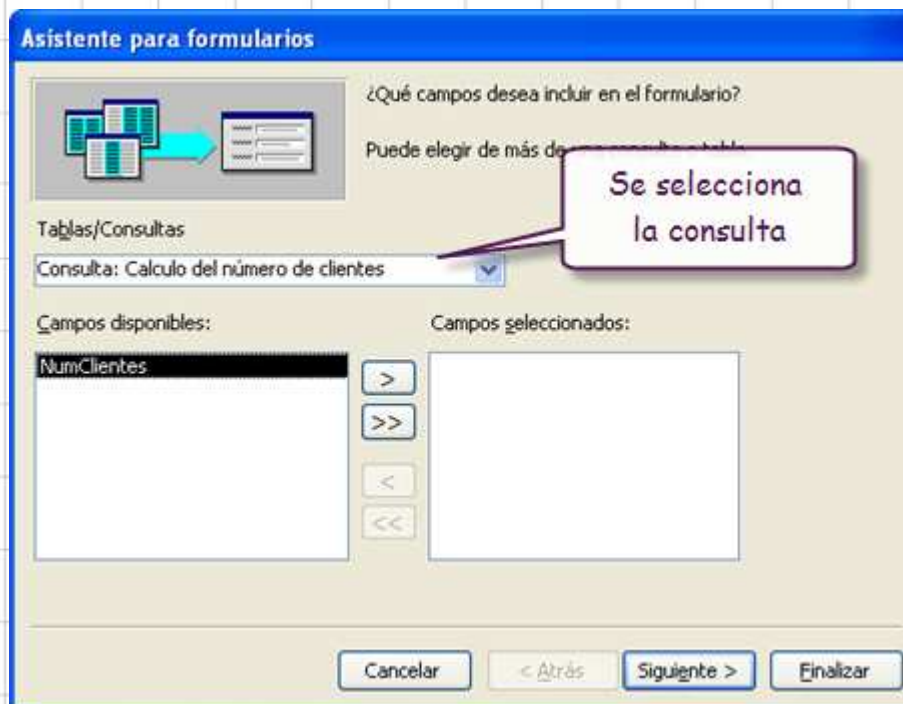 Asistente para formularios
¿Qué campos desea incluir en el formulario?
Puede elegir de más de
Se selecciona
la consulta
Tablas/Consultas
Consulta: Calculo del número de clientes
Campos disponibles:
Campos seleccionados:
NumClientes
>
>>
<
<<
Cancelar
< Atrás
Siguiente >
Finalizar